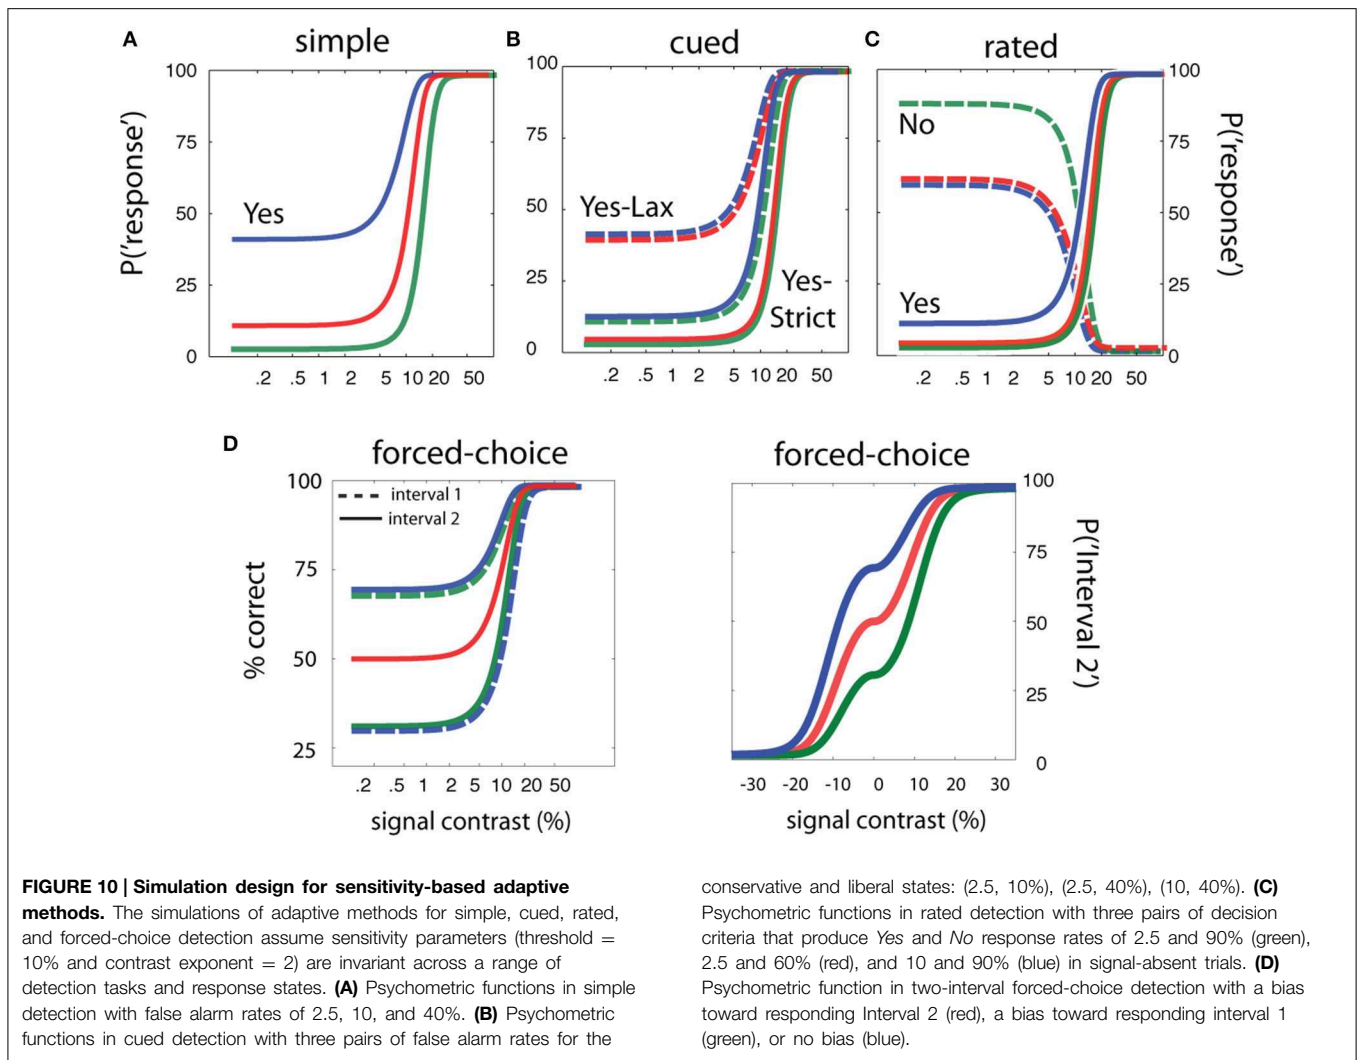 A
simple
100
75
50
25
0
P('response')
Yes
.2 .5 1 2 5 10 20 50
B
cued
100
75
50
25
0
Yes-Lax
Yes-
Strict
.2 .5 1 2 5 10 20 50
C
rated
No
Yes
100
75
50
25
0
P('response')
.2 .5 1 2 5 10 20 50
D
forced-choice
100
75
50
25
% correct
interval 1
interval 2
.2 .5 1 2 5 10 20 50
signal contrast (%)
forced-choice
100
75
50
25
0
P('Interval 2')
-30 -20 -10 0 10 20 30
signal contrast (%)
FIGURE 10 | Simulation design for sensitivity-based adaptive
methods. The simulations of adaptive methods for simple, cued, rated,
and forced-choice detection assume sensitivity parameters (threshold =
10% and contrast exponent = 2) are invariant across a range of
detection tasks and response states. (A) Psychometric functions in simple
detection with false alarm rates of 2.5, 10, and 40%. (B) Psychometric
functions in cued detection with three pairs of false alarm rates for the
conservative and liberal states: (2.5, 10%), (2.5, 40%), (10, 40%). (C)
Psychometric functions in rated detection with three pairs of decision
criteria that produce Yes and No response rates of 2.5 and 90% (green),
2.5 and 60% (red), and 10 and 90% (blue) in signal-absent trials. (D)
Psychometric function in two-interval forced-choice detection with a bias
toward responding Interval 2 (red), a bias toward responding interval 1
(green), or no bias (blue).